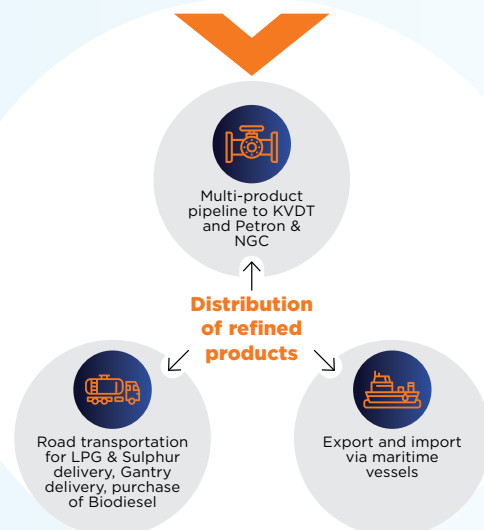 Multi-product
pipeline to KVDT
and Petron &
NGC
Distribution
of refined
products
Road transportation
for LPG & Sulphur
delivery, Gantry
delivery, purchase
of Biodiesel
Export and import
via maritime
vessels